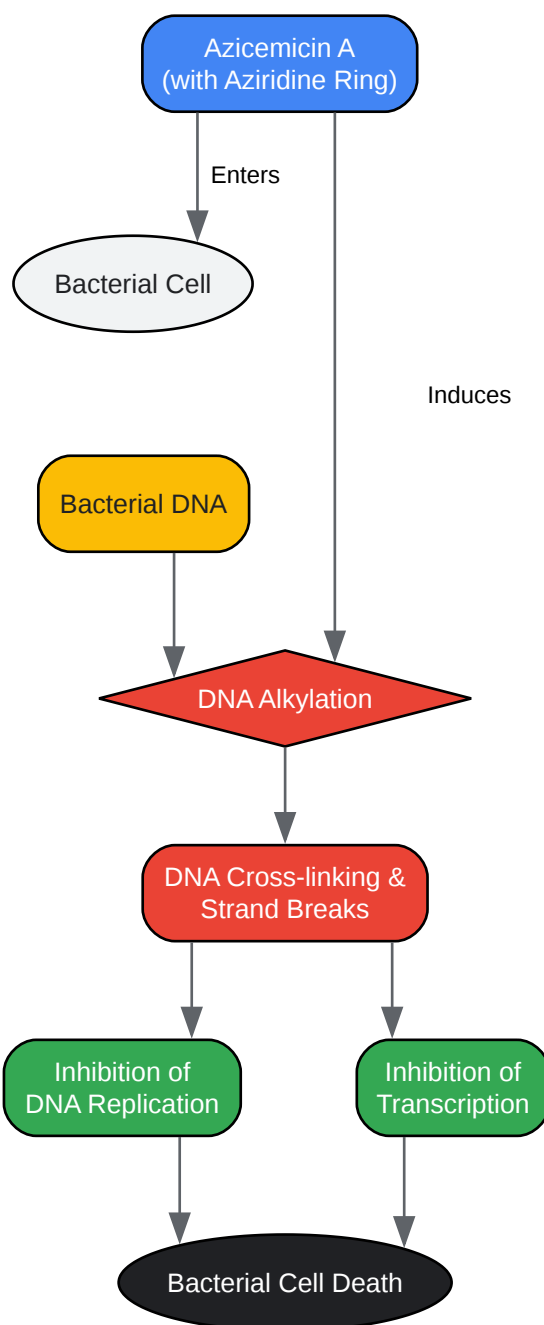 Azicemicin A
(with Aziridine Ring)
Enters
Bacterial Cell
Induces
Bacterial DNA
DNA Alkylation
DNA Cross-linking &
Strand Breaks
Inhibition of
DNA Replication
Inhibition of
Transcription
Bacterial Cell Death